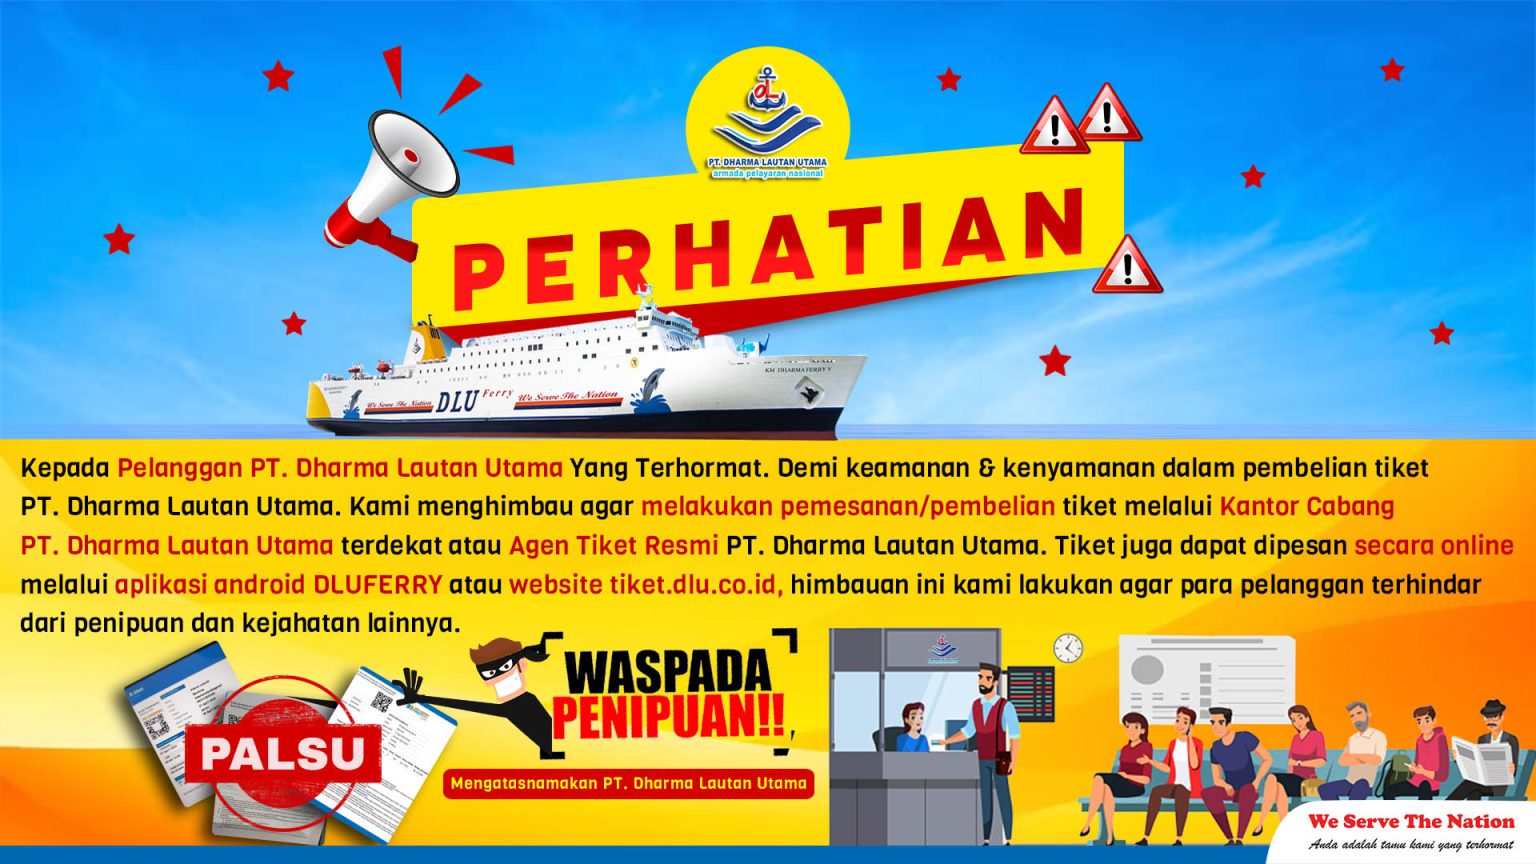 PT. DHARMA LAUTAN UTAMA
armada pelayaran nasional
PERHATIAN
KM DHARMA FERRY V
We Serve The Nation DLU Ferry We Serve The Nation
Kepada Pelanggan PT. Dharma Lautan Utama Yang Terhormat. Demi keamanan & kenyamanan dalam pembelian tiket
PT. Dharma Lautan Utama. Kami menghimbau agar melakukan pemesanan/pembelian tiket melalui Kantor Cabang
PT. Dharma Lautan Utama terdekat atau Agen Tiket Resmi PT. Dharma Lautan Utama. Tiket juga dapat dipesan secara online
melalui aplikasi android DLUFERRY atau website tiket.dlu.co.id, himbauan ini kami lakukan agar para pelanggan terhindar
dari penipuan dan kejahatan lainnya.
PALSU
WASPADA
PENIPUAN!!
Mengatasnamakan PT. Dharma Lautan Utama
We Serve The Nation
Anda adalah tamu kami yang terhormat